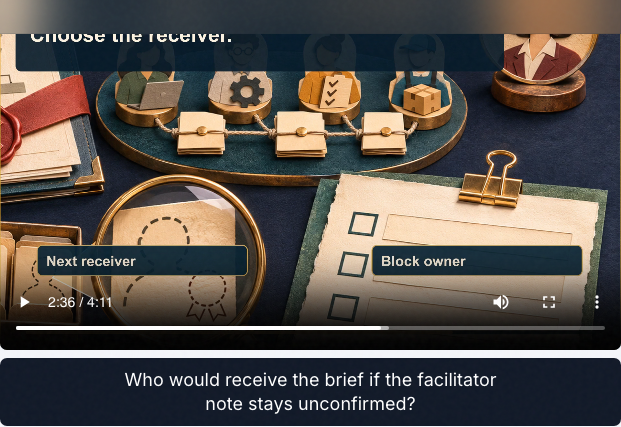 Choose the receiver.
Next receiver
Block owner
2:36 / 4:11
Who would receive the brief if the facilitator
note stays unconfirmed?